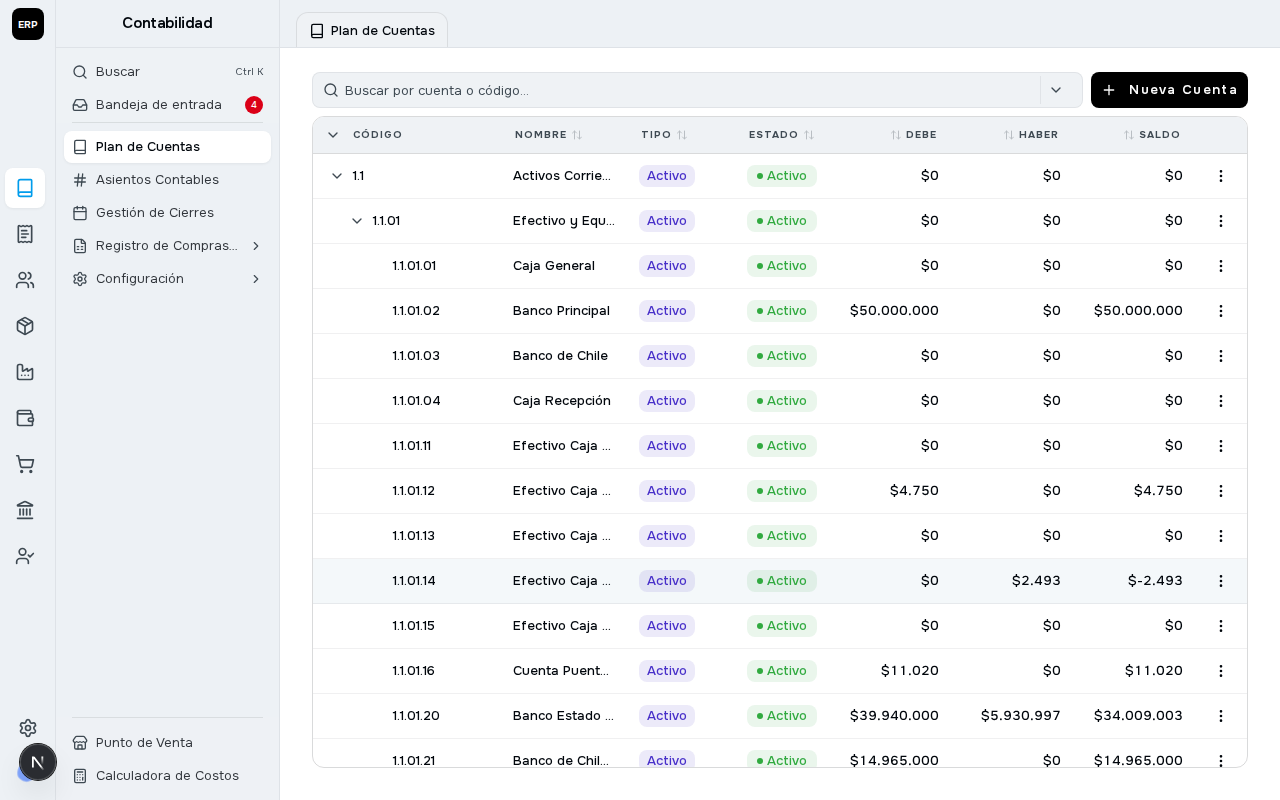 ERP
Contabilidad
Plan de Cuentas
Buscar
Ctrl K
Bandeja de entrada
4
Plan de Cuentas
Asientos Contables
Gestión de Cierres
Registro de Compras...
Configuración
Punto de Venta
Calculadora de Costos
N
Buscar por cuenta o código...
Nueva Cuenta
CÓDIGO NOMBRE TIPO ESTADO DEBE HABER SALDO
1.1 Activos Corrie... Activo Activo $0 $0 $0
1.1.01 Efectivo y Equ... Activo Activo $0 $0 $0
1.1.01.01 Caja General Activo Activo $0 $0 $0
1.1.01.02 Banco Principal Activo Activo $50.000.000 $0 $50.000.000
1.1.01.03 Banco de Chile Activo Activo $0 $0 $0
1.1.01.04 Caja Recepción Activo Activo $0 $0 $0
1.1.01.11 Efectivo Caja ... Activo Activo $0 $0 $0
1.1.01.12 Efectivo Caja ... Activo Activo $4.750 $0 $4.750
1.1.01.13 Efectivo Caja ... Activo Activo $0 $0 $0
1.1.01.14 Efectivo Caja ... Activo Activo $0 $2.493 $-2.493
1.1.01.15 Efectivo Caja ... Activo Activo $0 $0 $0
1.1.01.16 Cuenta Puent... Activo Activo $11.020 $0 $11.020
1.1.01.20 Banco Estado ... Activo Activo $39.940.000 $5.930.997 $34.009.003
1.1.01.21 Banco de Chil... Activo Activo $14.965.000 $0 $14.965.000